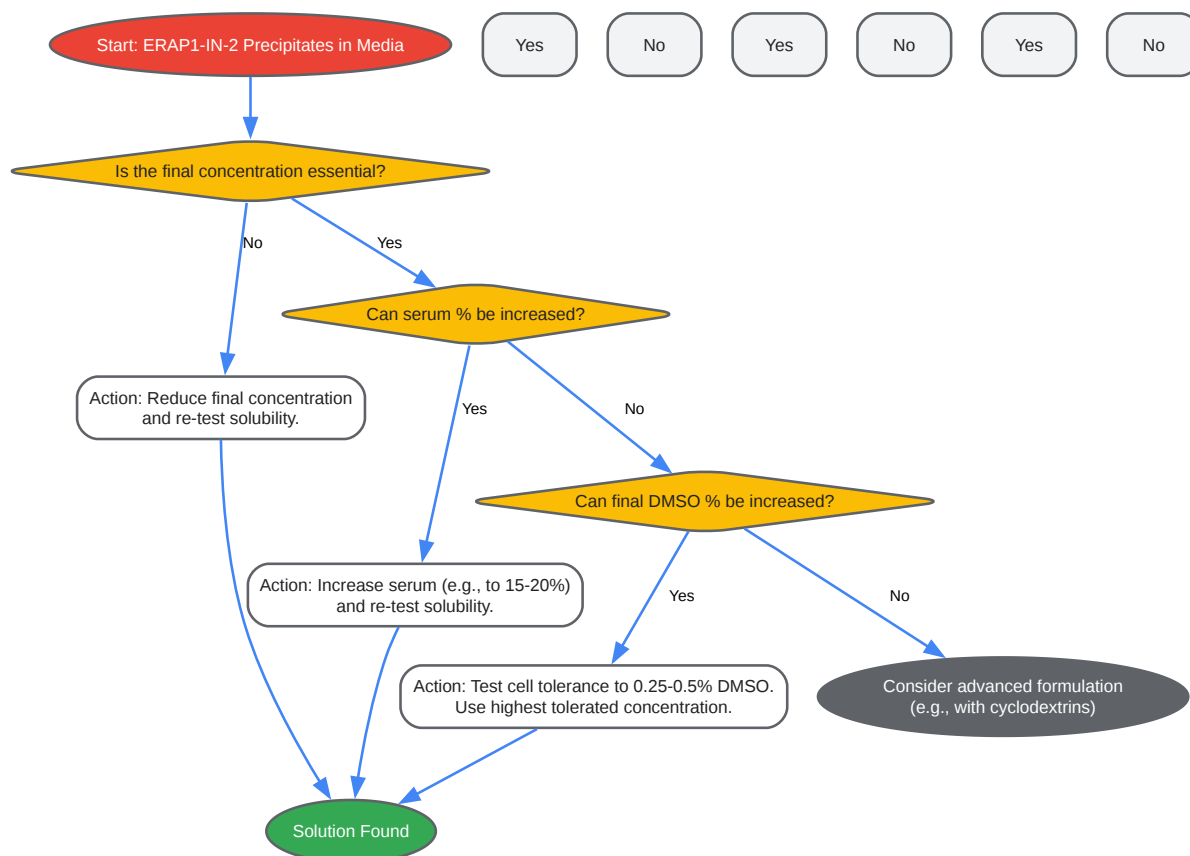 Start: ERAP1-IN-2 Precipitates in Media
Yes
No
Yes
No
Yes
No
Is the final concentration essential?
No
Yes
Can serum % be increased?
Action: Reduce final concentration
and re-test solubility.
Yes
No
Can final DMSO % be increased?
Action: Increase serum (e.g., to 15-20%)
and re-test solubility.
Yes
No
Action: Test cell tolerance to 0.25-0.5% DMSO.
Use highest tolerated concentration.
Consider advanced formulation
(e.g., with cyclodextrins)
Solution Found